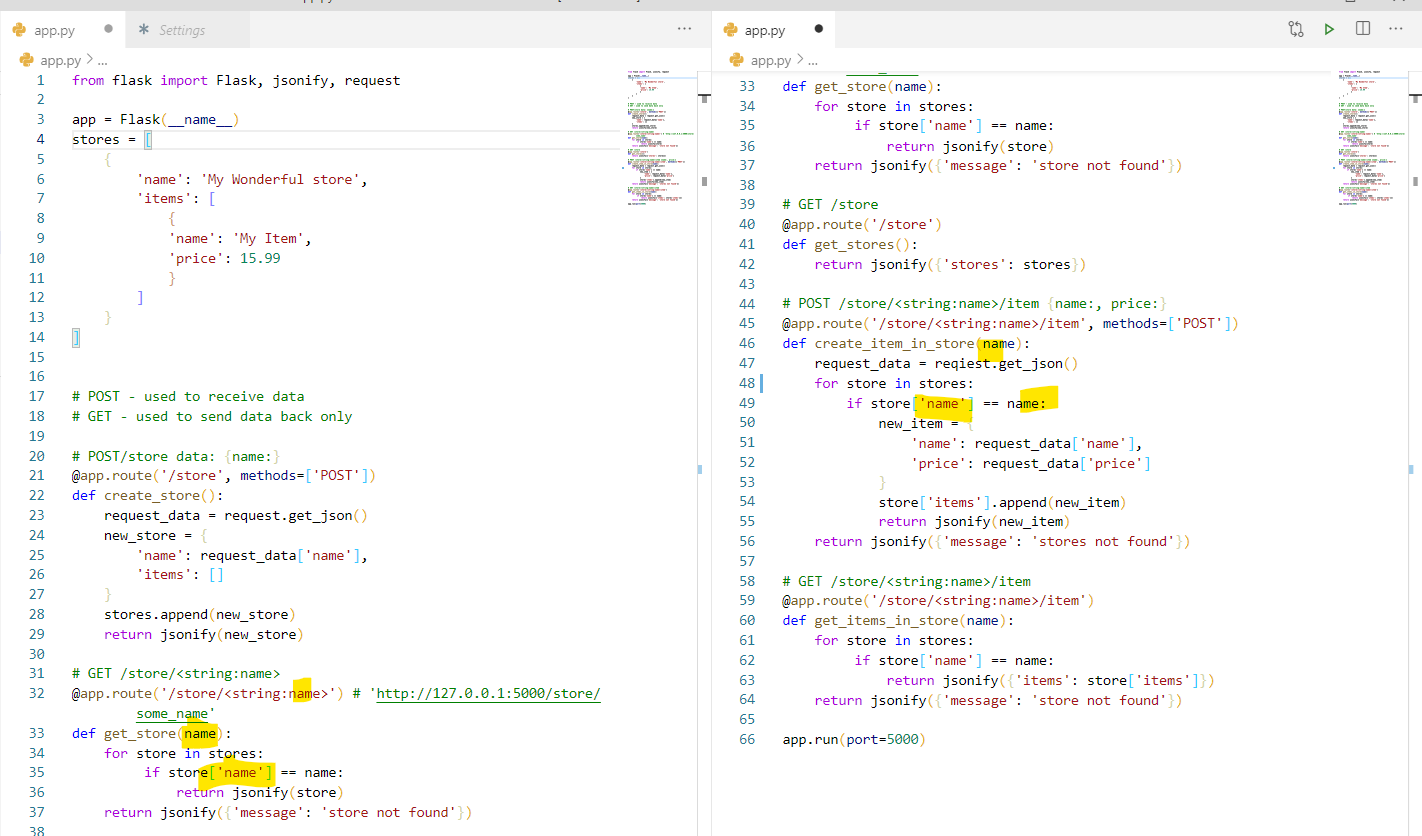 app.py
Settings
app.py > ...
1 from flask import Flask, jsonify, request
2
3 app = Flask(__name__)
4 stores = [
5 {
6 'name': 'My Wonderful store',
7 'items': [
8 {
9 'name': 'My Item',
10 'price': 15.99
11 }
12 ]
13 }
14 ]
15
16
17 # POST - used to receive data
18 # GET - used to send data back only
19
20 # POST/store data: {name:}
21 @app.route('/store', methods=['POST'])
22 def create_store():
23 request_data = request.get_json()
24 new_store = {
25 'name': request_data['name'],
26 'items': []
27 }
28 stores.append(new_store)
29 return jsonify(new_store)
30
31 # GET /store/<string:name>
32 @app.route('/store/<string:name>') # 'http://127.0.0.1:5000/store/
some_name'
33 def get_store(name):
34 for store in stores:
35 if store['name'] == name:
36 return jsonify(store)
37 return jsonify({'message': 'store not found'})
38
app.py
app.py > ...
33 def get_store(name):
34 for store in stores:
35 if store['name'] == name:
36 return jsonify(store)
37 return jsonify({'message': 'store not found'})
38
39 # GET /store
40 @app.route('/store')
41 def get_stores():
42 return jsonify({'stores': stores})
43
44 # POST /store/<string:name>/item {name:, price:}
45 @app.route('/store/<string:name>/item', methods=['POST'])
46 def create_item_in_store(name):
47 request_data = reqiest.get_json()
48 for store in stores:
49 if store['name'] == name:
50 new_item = {
51 'name': request_data['name'],
52 'price': request_data['price']
53 }
54 store['items'].append(new_item)
55 return jsonify(new_item)
56 return jsonify({'message': 'stores not found'})
57
58 # GET /store/<string:name>/item
59 @app.route('/store/<string:name>/item')
60 def get_items_in_store(name):
61 for store in stores:
62 if store['name'] == name:
63 return jsonify({'items': store['items']})
64 return jsonify({'message': 'store not found'})
65
66 app.run(port=5000)